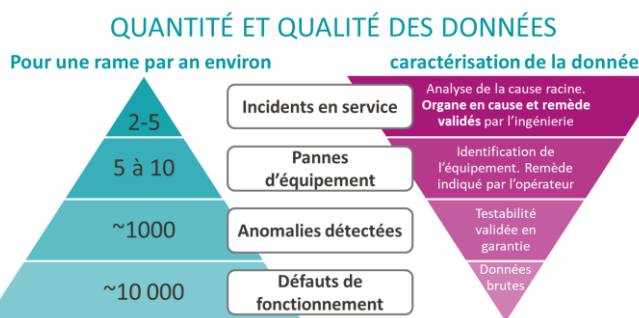 QUANTITÉ ET QUALITÉ DES DONNÉES
Pour une rame par an environ
caractérisation de la donnée
2-5
Incidents en service
Analyse de la cause racine.
Organe en cause et remède
validés par l'ingénierie
5 à 10
Pannes
d'équipement
Identification de
l'équipement. Remède
indiqué par l'opérateur
~1000
Anomalies détectées
Testabilité
validée en
garantie
~10 000
Défauts de
fonctionnement
Données
brutes